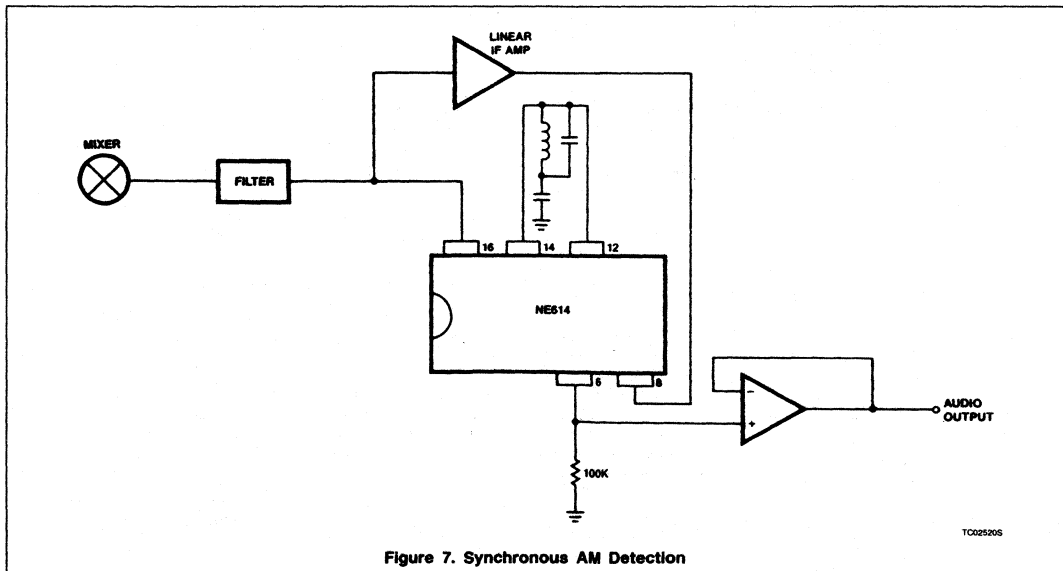 LINEAR
IF AMP
MIXER
FILTER
16
14
12
NE614
6
8
−
+
AUDIO
OUTPUT
100K
TC02520S
Figure 7. Synchronous AM Detection